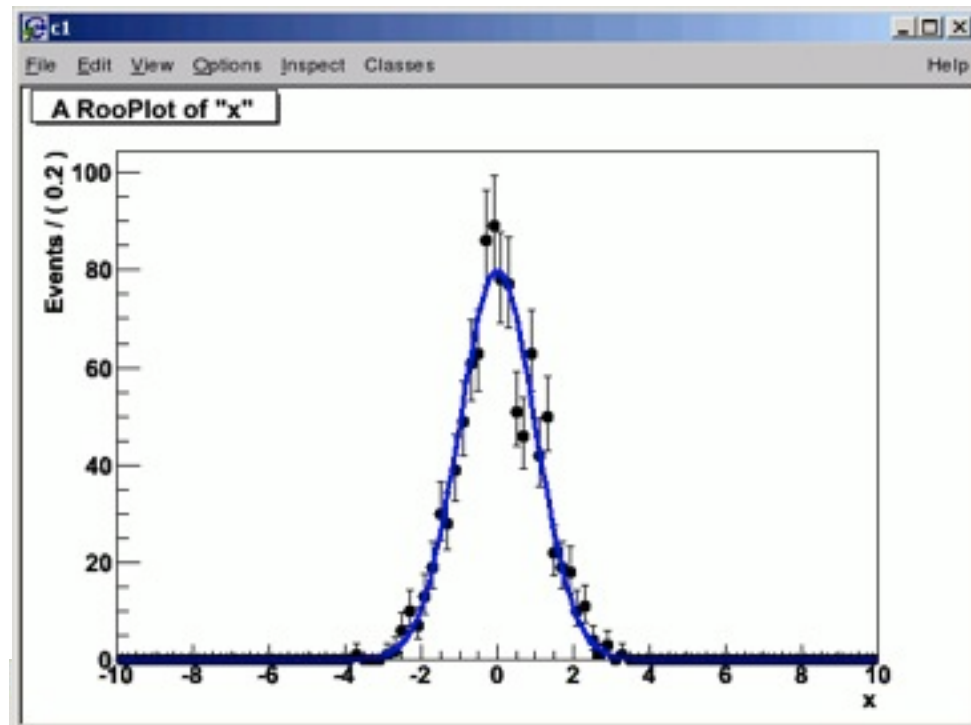 c1
File Edit View Options Inspect Classes Help
A RooPlot of "x"
Events / ( 0.2 )
100
80
60
40
20
0
-10 -8 -6 -4 -2 0 2 4 6 8 10
x